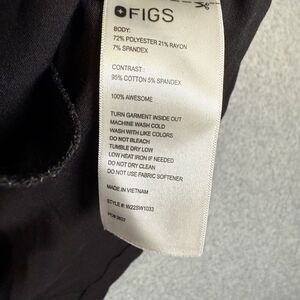 FIGS
BODY:
72% POLYESTER 21% RAYON
7% SPANDEX
CONTRAST:
95% COTTON 5% SPANDEX
100% AWESOME
TURN GARMENT INSIDE OUT
MACHINE WASH COLD
WASH WITH LIKE COLORS
DO NOT BLEACH
TUMBLE DRY LOW
LOW HEAT IRON IF NEEDED
DO NOT DRY CLEAN
DO NOT USE FABRIC SOFTENER
MADE IN VIETNAM
STYLE #: W22SW1033